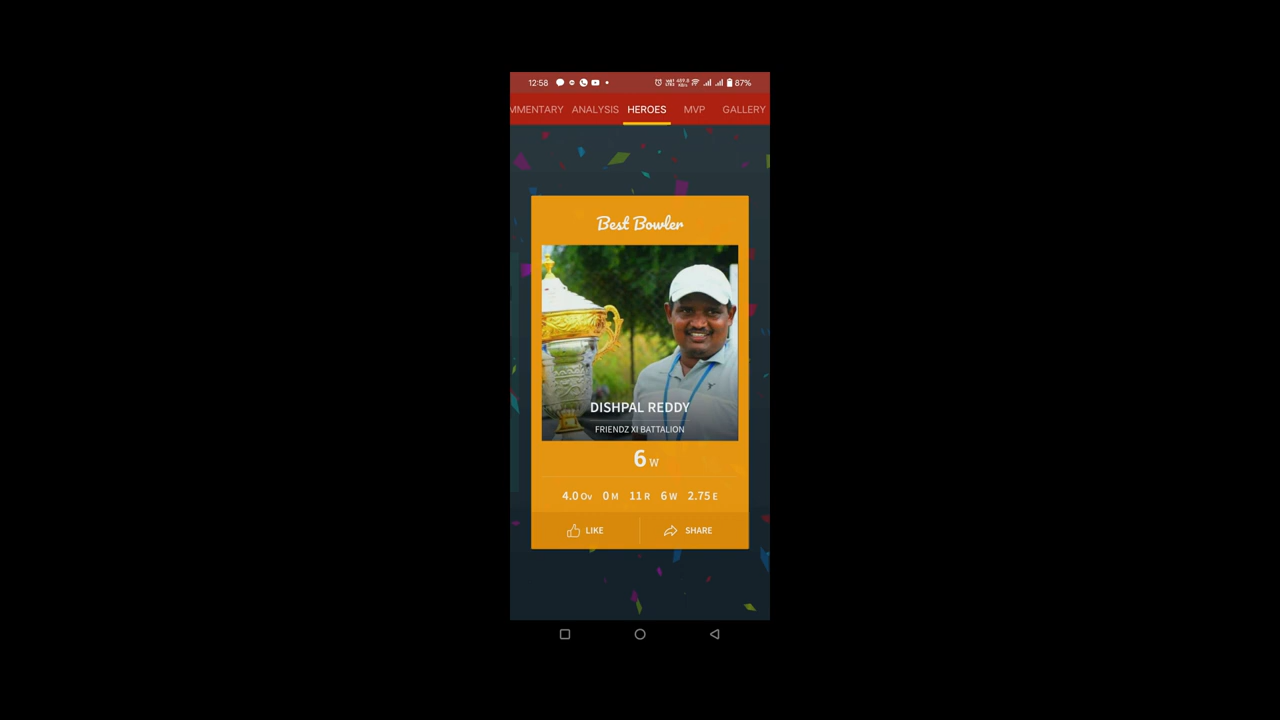 12:58 87%
MMENTARY ANALYSIS HEROES MVP GALLERY
Best Bowler
DISHPAL REDDY
FRIENDZ XI BATTALION
6 W
4.0 Ov 0 M 11 R 6 W 2.75 E
LIKE SHARE